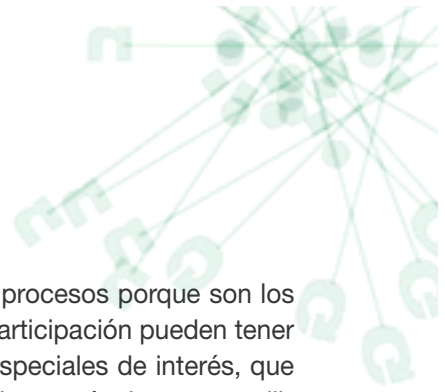 procesos porque son los
articipación pueden tener
speciales de interés, que